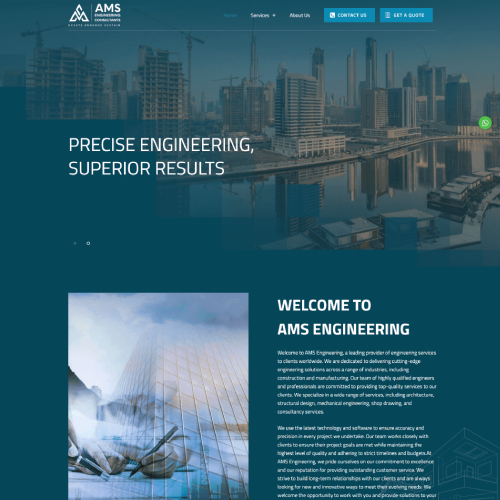 AMS
ENGINEERING
CONSULTANTS
CREATE ENHANCE SUSTAIN
Home
Services +
About Us
CONTACT US
GET A QUOTE
PRECISE ENGINEERING,
SUPERIOR RESULTS
WELCOME TO
AMS ENGINEERING
Welcome to AMS Engineering, a leading provider of engineering services
to clients worldwide. We are dedicated to delivering cutting-edge
engineering solutions across a range of industries, including
construction and manufacturing. Our team of highly qualified engineers
and professionals are committed to providing top-quality services to our
clients. We specialize in a wide range of services, including architecture,
structural design, mechanical engineering, shop drawing, and
consultancy services.
We use the latest technology and software to ensure accuracy and
precision in every project we undertake. Our team works closely with
clients to ensure their project goals are met while maintaining the
highest level of quality and adhering to strict timelines and budgets.At
AMS Engineering, we pride ourselves on our commitment to excellence
and our reputation for providing outstanding customer service. We
strive to build long-term relationships with our clients and are always
looking for new and innovative ways to meet their evolving needs. We
welcome the opportunity to work with you and provide solutions to your